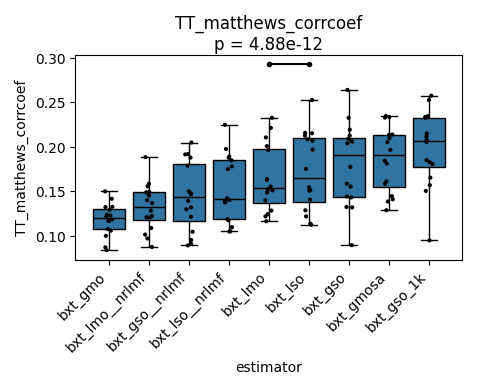 TT_matthews_corrcoef
p = 4.88e-12
TT_matthews_corrcoef
0.30
0.25
0.20
0.15
0.10
bxt_gmo
bxt_lmo__nrlmf
bxt_gso__nrlmf
bxt_lso__nrlmf
bxt_lmo
bxt_lso
bxt_gso
bxt_gmosa
bxt_gso_1k
estimator